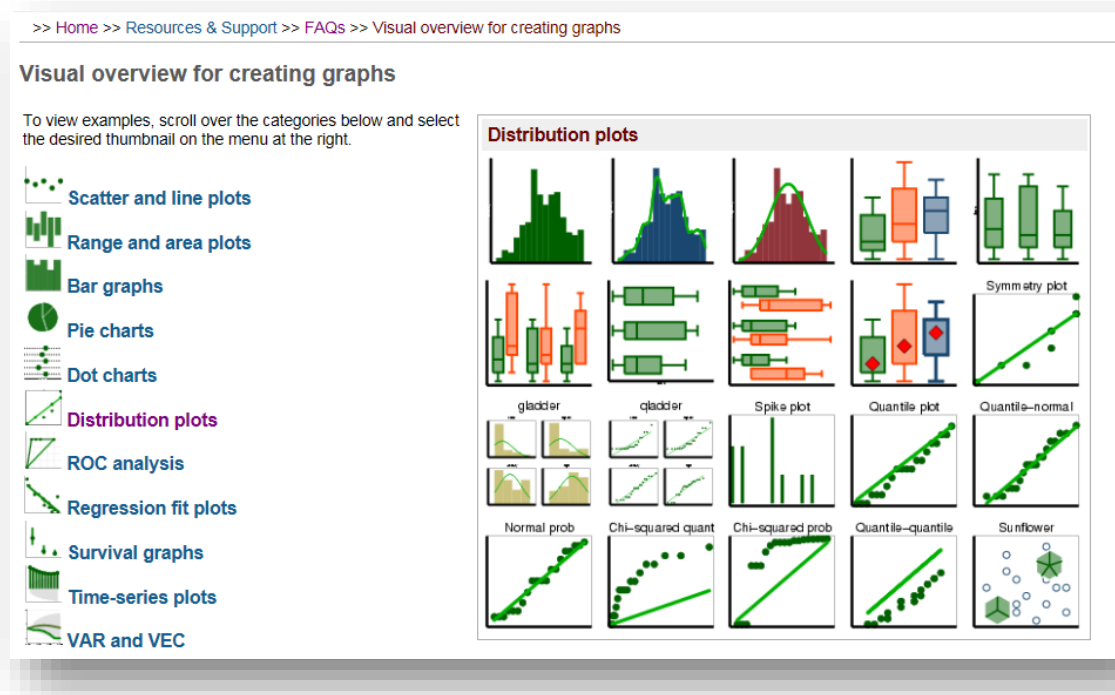 >> Home >> Resources & Support >> FAQs >> Visual overview for creating graphs
Visual overview for creating graphs
To view examples, scroll over the categories below and select
the desired thumbnail on the menu at the right.
Scatter and line plots
Range and area plots
Bar graphs
Pie charts
Dot charts
Distribution plots
ROC analysis
Regression fit plots
Survival graphs
Time-series plots
VAR and VEC
Distribution plots
Symmetry plot
gladder
qladder
Spike plot
Quantile plot
Quantile-normal
Normal prob
Chi-squared quant
Chi-squared prob
Quantile-quantile
Sunflower